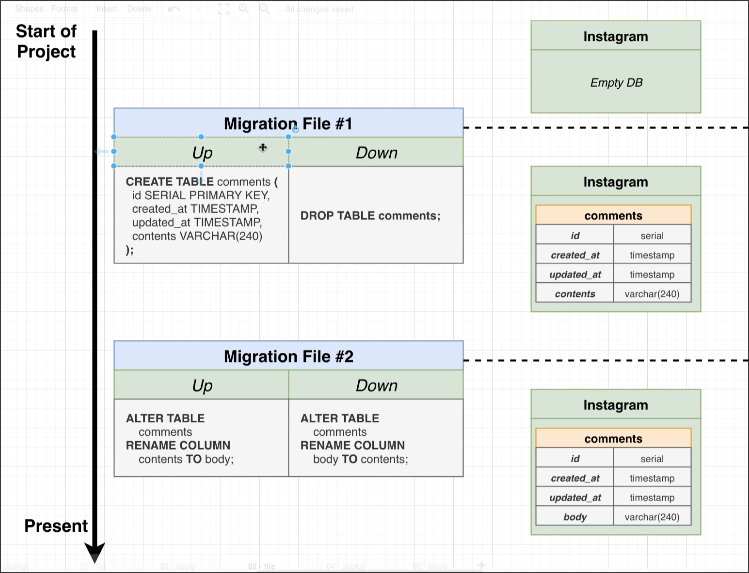 Shapes Format Insert Delete All changes saved
Start of
Project
Instagram
Empty DB
Migration File #1
Up Down
CREATE TABLE comments (
id SERIAL PRIMARY KEY,
created_at TIMESTAMP,
updated_at TIMESTAMP,
contents VARCHAR(240)
);
DROP TABLE comments;
Instagram
comments
id serial
created_at timestamp
updated_at timestamp
contents varchar(240)
Migration File #2
Up Down
ALTER TABLE
comments
RENAME COLUMN
contents TO body;
ALTER TABLE
comments
RENAME COLUMN
body TO contents;
Instagram
comments
id serial
created_at timestamp
updated_at timestamp
body varchar(240)
Present
02 - file